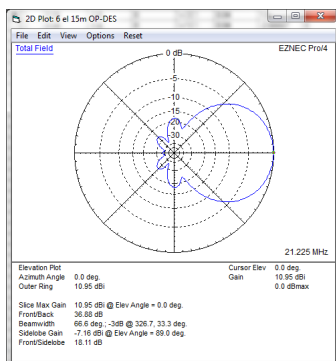 2D Plot: 6 el 15m OP-DES
File Edit View Options Reset
Total Field
EZNEC Pro/4
0 dB
-5
-10
-15
-20
-30
21.225 MHz
Elevation Plot
Azimuth Angle 0.0 deg.
Outer Ring 10.95 dBi
Cursor Elev 0.0 deg.
Gain 10.95 dBi
0.0 dBmax
Slice Max Gain 10.95 dBi @ Elev Angle = 0.0 deg.
Front/Back 36.88 dB
Beamwidth 66.6 deg.; -3dB @ 326.7, 33.3 deg.
Sidelobe Gain -7.16 dBi @ Elev Angle = 89.0 deg.
Front/Sidelobe 18.11 dB